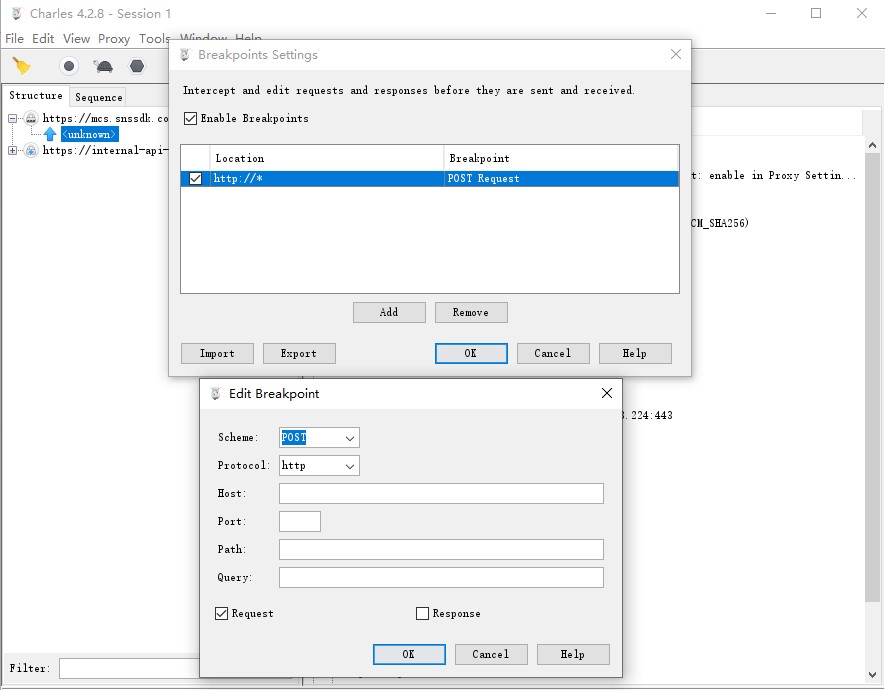 Charles 4.2.8 - Session 1
File Edit View Proxy Tools Window Help
Breakpoints Settings
Intercept and edit requests and responses before they are sent and received.
Enable Breakpoints
Structure Sequence
https://mcs.snssdk.co
<unknown>
https://internal-api-
Location Breakpoint
http://* POST Request
t: enable in Proxy Settin...
CM_SHA256)
Add Remove
Import Export OK Cancel Help
Edit Breakpoint
.224:443
Scheme: POST
Protocol: http
Host:
Port:
Path:
Query:
Request Response
OK Cancel Help
Filter: